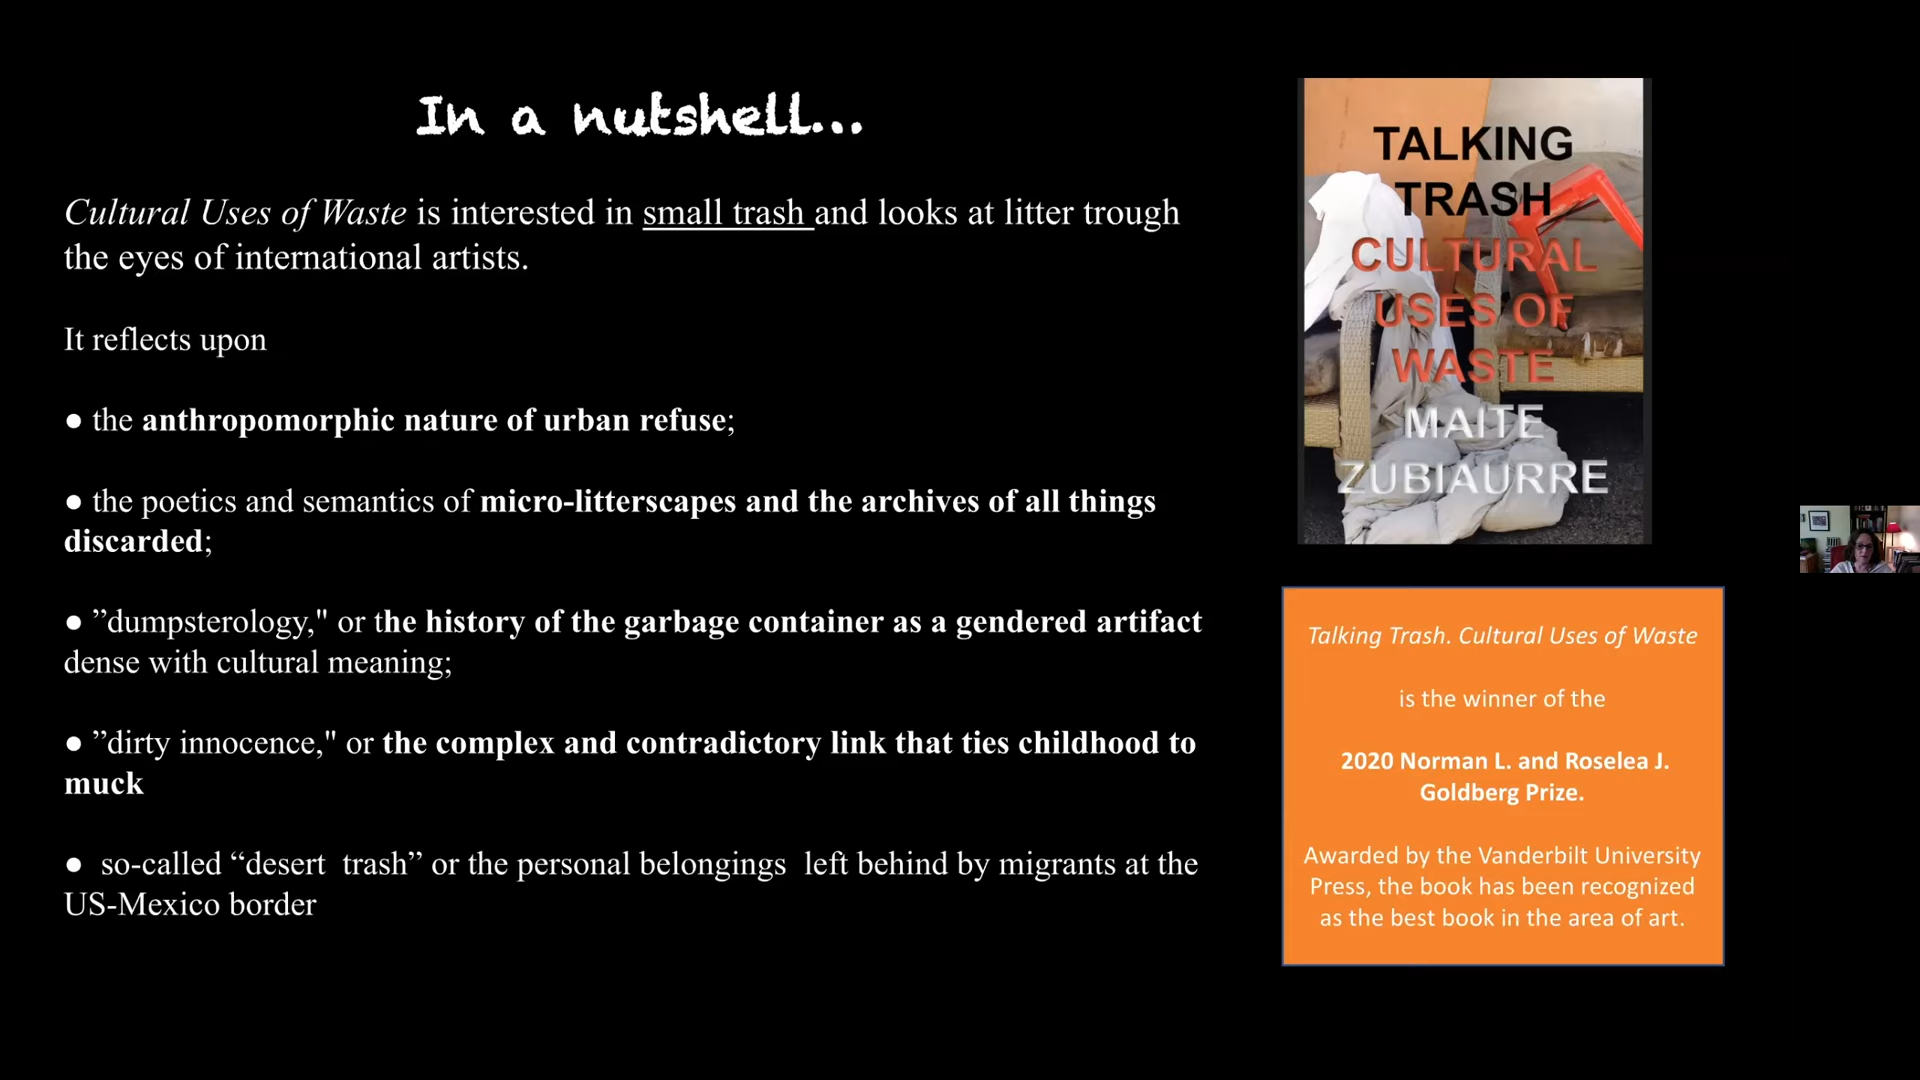 In a nutshell...
Cultural Uses of Waste is interested in small trash and looks at litter trough
the eyes of international artists.
It reflects upon
● the anthropomorphic nature of urban refuse;
● the poetics and semantics of micro-litterscapes and the archives of all things
discarded;
● ”dumpsterology," or the history of the garbage container as a gendered artifact
dense with cultural meaning;
● ”dirty innocence," or the complex and contradictory link that ties childhood to
muck
● so-called “desert trash” or the personal belongings left behind by migrants at the
US-Mexico border
TALKING
TRASH
CULTURAL
USES OF
WASTE
MAITE
ZUBIAURRE
Talking Trash. Cultural Uses of Waste
is the winner of the
2020 Norman L. and Roselea J.
Goldberg Prize.
Awarded by the Vanderbilt University
Press, the book has been recognized
as the best book in the area of art.